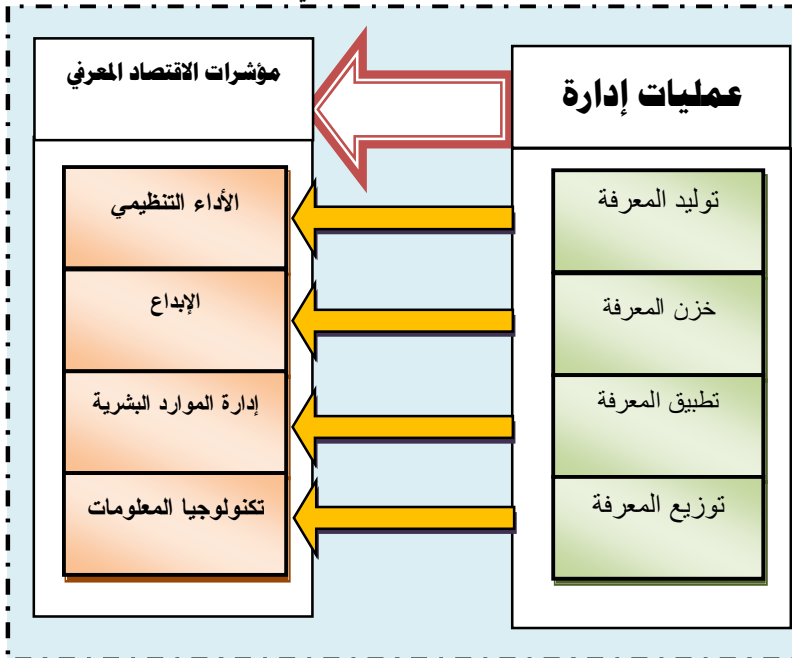 عمليات إدارة
توليد المعرفة
خزن المعرفة
تطبيق المعرفة
توزيع المعرفة
مؤشرات الاقتصاد المعرفي
الأداء التنظيمي
الإبداع
إدارة الموارد البشرية
تكنولوجيا المعلومات